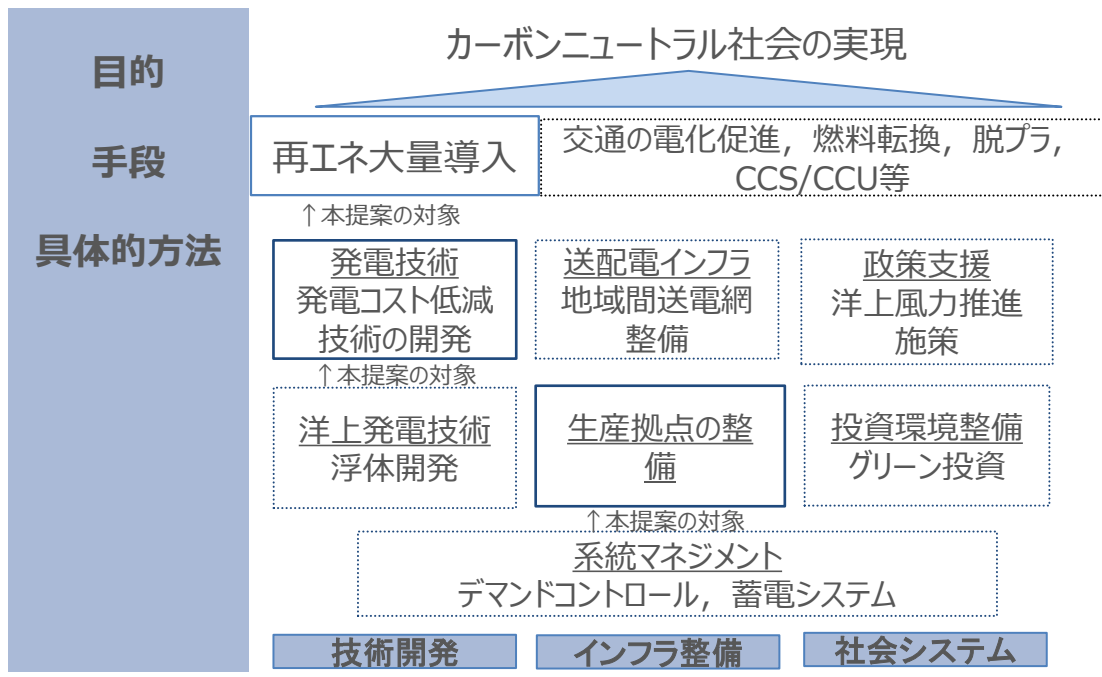 目的
手段
具体的方法
カーボンニュートラル社会の実現
再エネ大量導入
交通の電化促進，燃料転換，脱プラ，
CCS/CCU等
↑本提案の対象
発電技術
発電コスト低減
技術の開発
送配電インフラ
地域間送電網
整備
政策支援
洋上風力推進
施策
↑本提案の対象
洋上発電技術
浮体開発
生産拠点の整
備
投資環境整備
グリーン投資
↑本提案の対象
系統マネジメント
デマンドコントロール，蓄電システム
技術開発
インフラ整備
社会システム